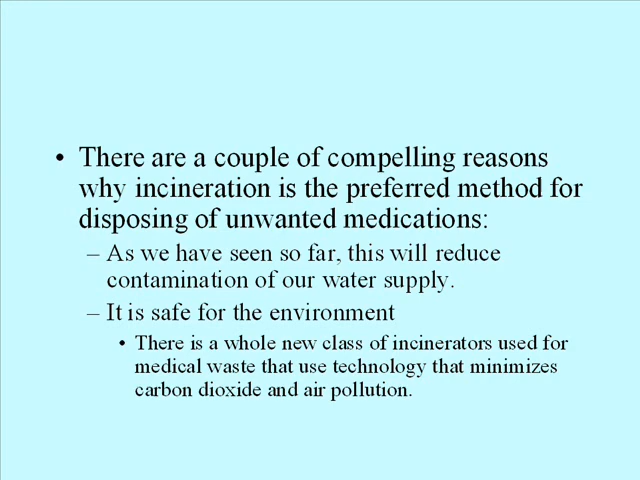 • There are a couple of compelling reasons
why incineration is the preferred method for
disposing of unwanted medications:
– As we have seen so far, this will reduce
contamination of our water supply.
– It is safe for the environment
• There is a whole new class of incinerators used for
medical waste that use technology that minimizes
carbon dioxide and air pollution.